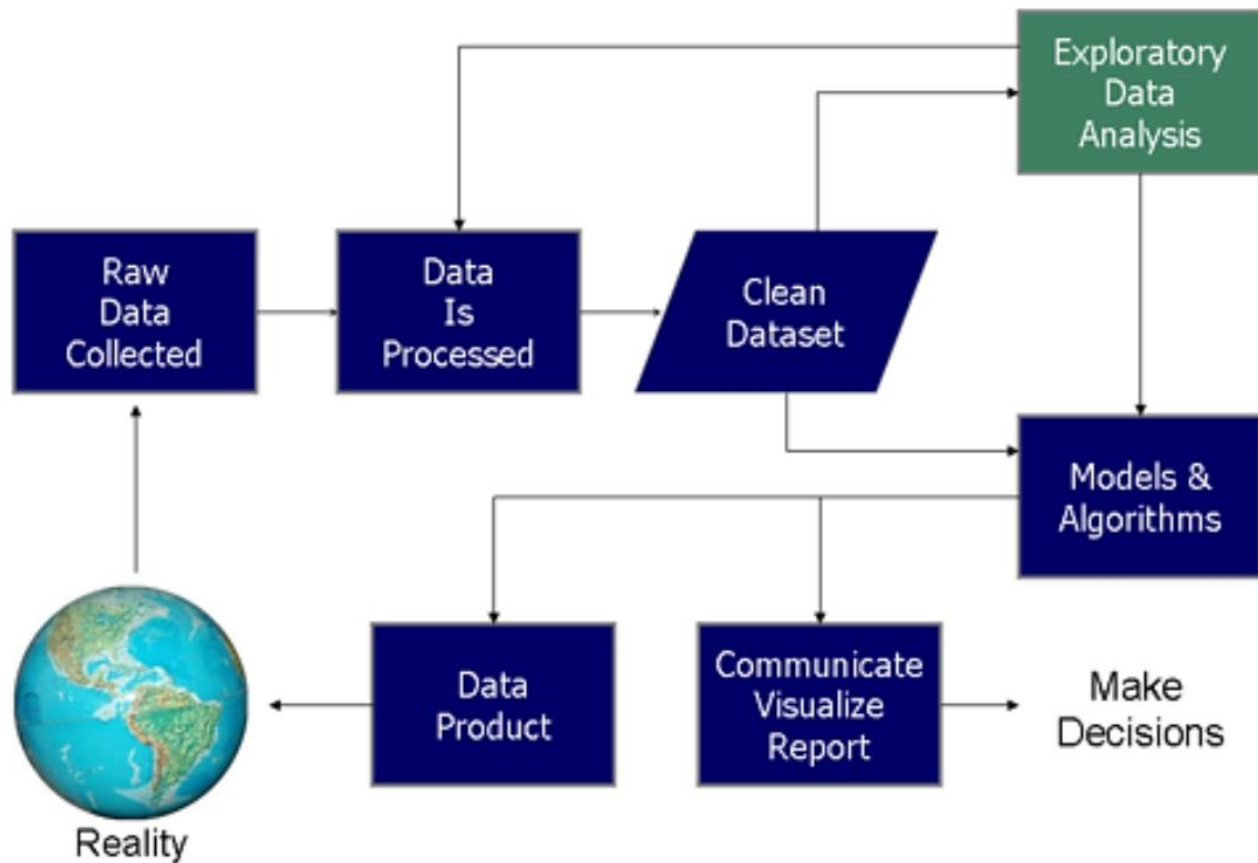 Exploratory
Data
Analysis
Raw
Data
Collected
Data
Is
Processed
Clean
Dataset
Models &
Algorithms
Data
Product
Communicate
Visualize
Report
Make
Decisions
Reality